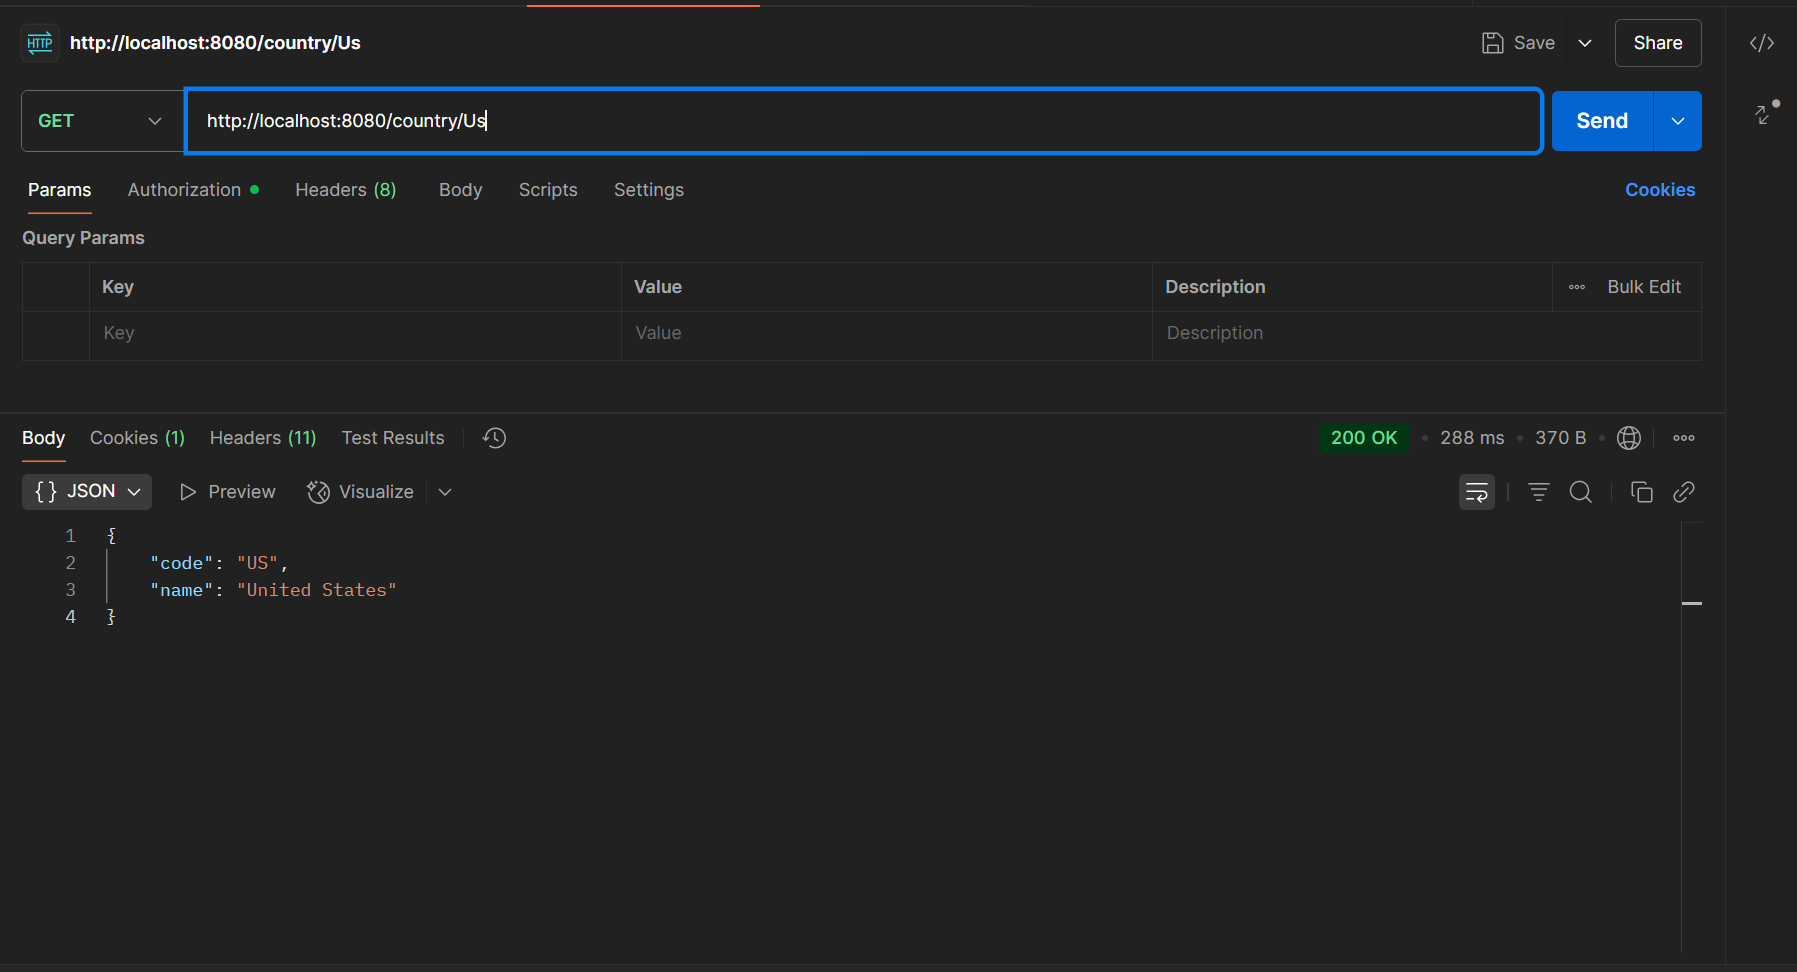 HTTP http://localhost:8080/country/Us Save Share
GET http://localhost:8080/country/Us Send
Params Authorization Headers (8) Body Scripts Settings Cookies
Query Params
Key Value Description Bulk Edit
Key Value Description
Body Cookies (1) Headers (11) Test Results 200 OK 288 ms 370 B
{} JSON Preview Visualize
1 {
2 "code": "US",
3 "name": "United States"
4 }